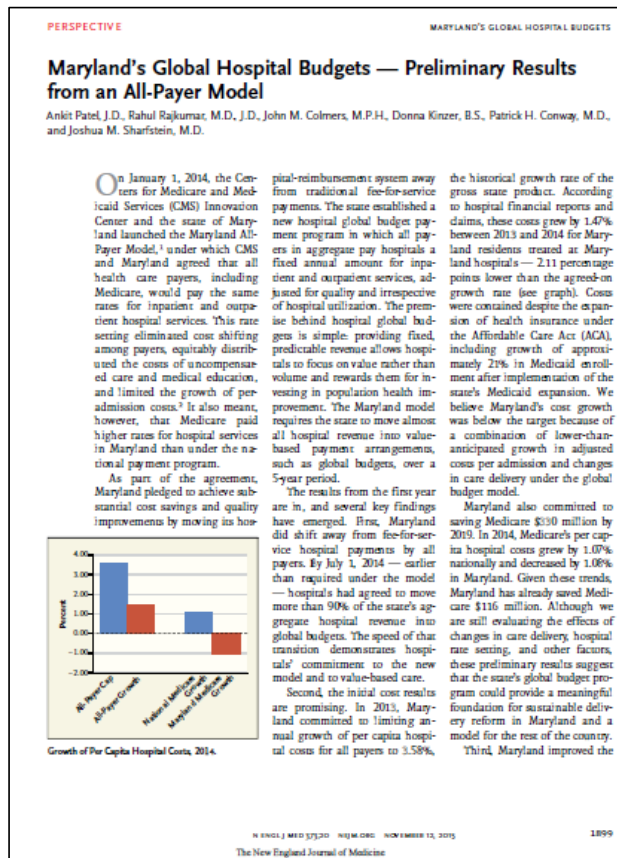 PERSPECTIVE
MARYLAND'S GLOBAL HOSPITAL BUDGETS
Maryland's Global Hospital Budgets — Preliminary Results
from an All-Payer Model
Ankit Patel, J.D., Rahul Rajkumar, M.D., J.D., John M. Colmers, M.P.H., Donna Kinzer, B.S., Patrick H. Conway, M.D.,
and Joshua M. Sharfstein, M.D.
On January 1, 2014, the Cen-
ters for Medicare and Med-
icaid Services (CMS) Innovation
Center and the state of Mary-
land launched the Maryland All-
Payer Model,¹ under which CMS
and Maryland agreed that all
health care payers, including
Medicare, would pay the same
rates for inpatient and outpa-
tient hospital services. This rate
setting eliminated cost shifting
among payers, equitably distrib-
uted the costs of uncompensat-
ed care and medical education,
and limited the growth of per-
admission costs.² It also meant,
however, that Medicare paid
higher rates for hospital services
in Maryland than under the na-
tional payment program.
As part of the agreement,
Maryland pledged to achieve sub-
stantial cost savings and quality
improvements by moving its hos-
4.00
3.00
2.00
1.00
0.00
−1.00
−2.00
Percent
All-Payer Cap
All-Payer Growth
National Medicare
Growth
Maryland Medicare
Growth
Growth of Per Capita Hospital Costs, 2014.
pital-reimbursement system away
from traditional fee-for-service
payments. The state established a
new hospital global budget pay-
ment program in which all pay-
ers in aggregate pay hospitals a
fixed annual amount for inpa-
tient and outpatient services, ad-
justed for quality and irrespective
of hospital utilization. The prem-
ise behind hospital global bud-
gets is simple: providing fixed,
predictable revenue allows hospi-
tals to focus on value rather than
volume and rewards them for in-
vesting in population health im-
provement. The Maryland model
requires the state to move almost
all hospital revenue into value-
based payment arrangements,
such as global budgets, over a
5-year period.
The results from the first year
are in, and several key findings
have emerged. First, Maryland
did shift away from fee-for-ser-
vice hospital payments by all
payers. By July 1, 2014 — earlier
than required under the model
— hospitals had agreed to move
more than 90% of the state's ag-
gregate hospital revenue into
global budgets. The speed of that
transition demonstrates hospi-
tals' commitment to the new
model and to value-based care.
Second, the initial cost results
are promising. In 2013, Mary-
land committed to limiting an-
nual growth of per capita hospi-
tal costs for all payers to 3.58%,
the historical growth rate of the
gross state product. According
to hospital financial reports and
claims, these costs grew by 1.47%
between 2013 and 2014 for Mary-
land residents treated at Mary-
land hospitals — 2.11 percentage
points lower than the agreed-on
growth rate (see graph). Costs
were contained despite the expan-
sion of health insurance under
the Affordable Care Act (ACA),
including growth of approxi-
mately 21% in Medicaid enroll-
ment after implementation of the
state's Medicaid expansion. We
believe Maryland's cost growth
was below the target because of
a combination of lower-than-
anticipated growth in adjusted
costs per admission and changes
in care delivery under the global
budget model.
Maryland also committed to
saving Medicare $330 million by
2019. In 2014, Medicare's per cap-
ita hospital costs grew by 1.07%
nationally and decreased by 1.08%
in Maryland. Given these trends,
Maryland has already saved Medi-
care $116 million. Although we
are still evaluating the effects of
changes in care delivery, hospital
rate setting, and other factors,
these preliminary results suggest
that the state's global budget pro-
gram could provide a meaningful
foundation for sustainable deliv-
ery reform in Maryland and a
model for the rest of the country.
Third, Maryland improved the
N ENGL J MED 373;20 NEJM.ORG NOVEMBER 12, 2015
1899
The New England Journal of Medicine